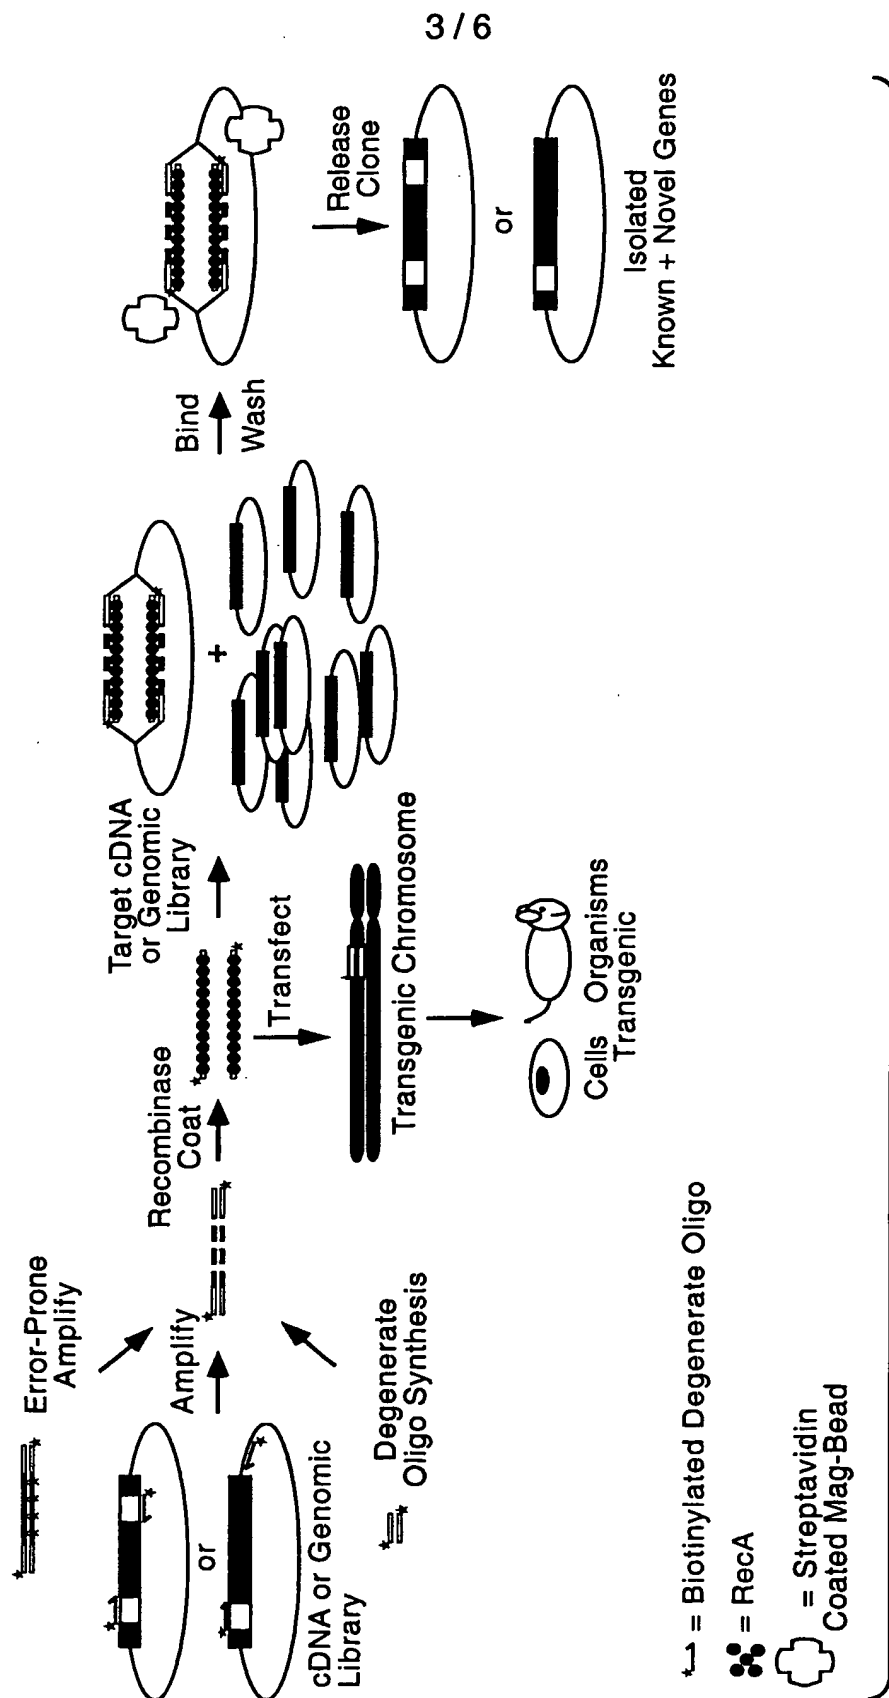 3 / 6
Error-Prone
Amplify
Amplify
or
cDNA or Genomic
Library
Degenerate
Oligo Synthesis
Recombinase
Coat
Transfect
Transgenic Chromosome
Cells Organisms
Transgenic
Target cDNA
or Genomic
Library
+
Bind
Wash
Release
Clone
or
Isolated
Known + Novel Genes
= Biotinylated Degenerate Oligo
= RecA
= Streptavidin
Coated Mag-Bead